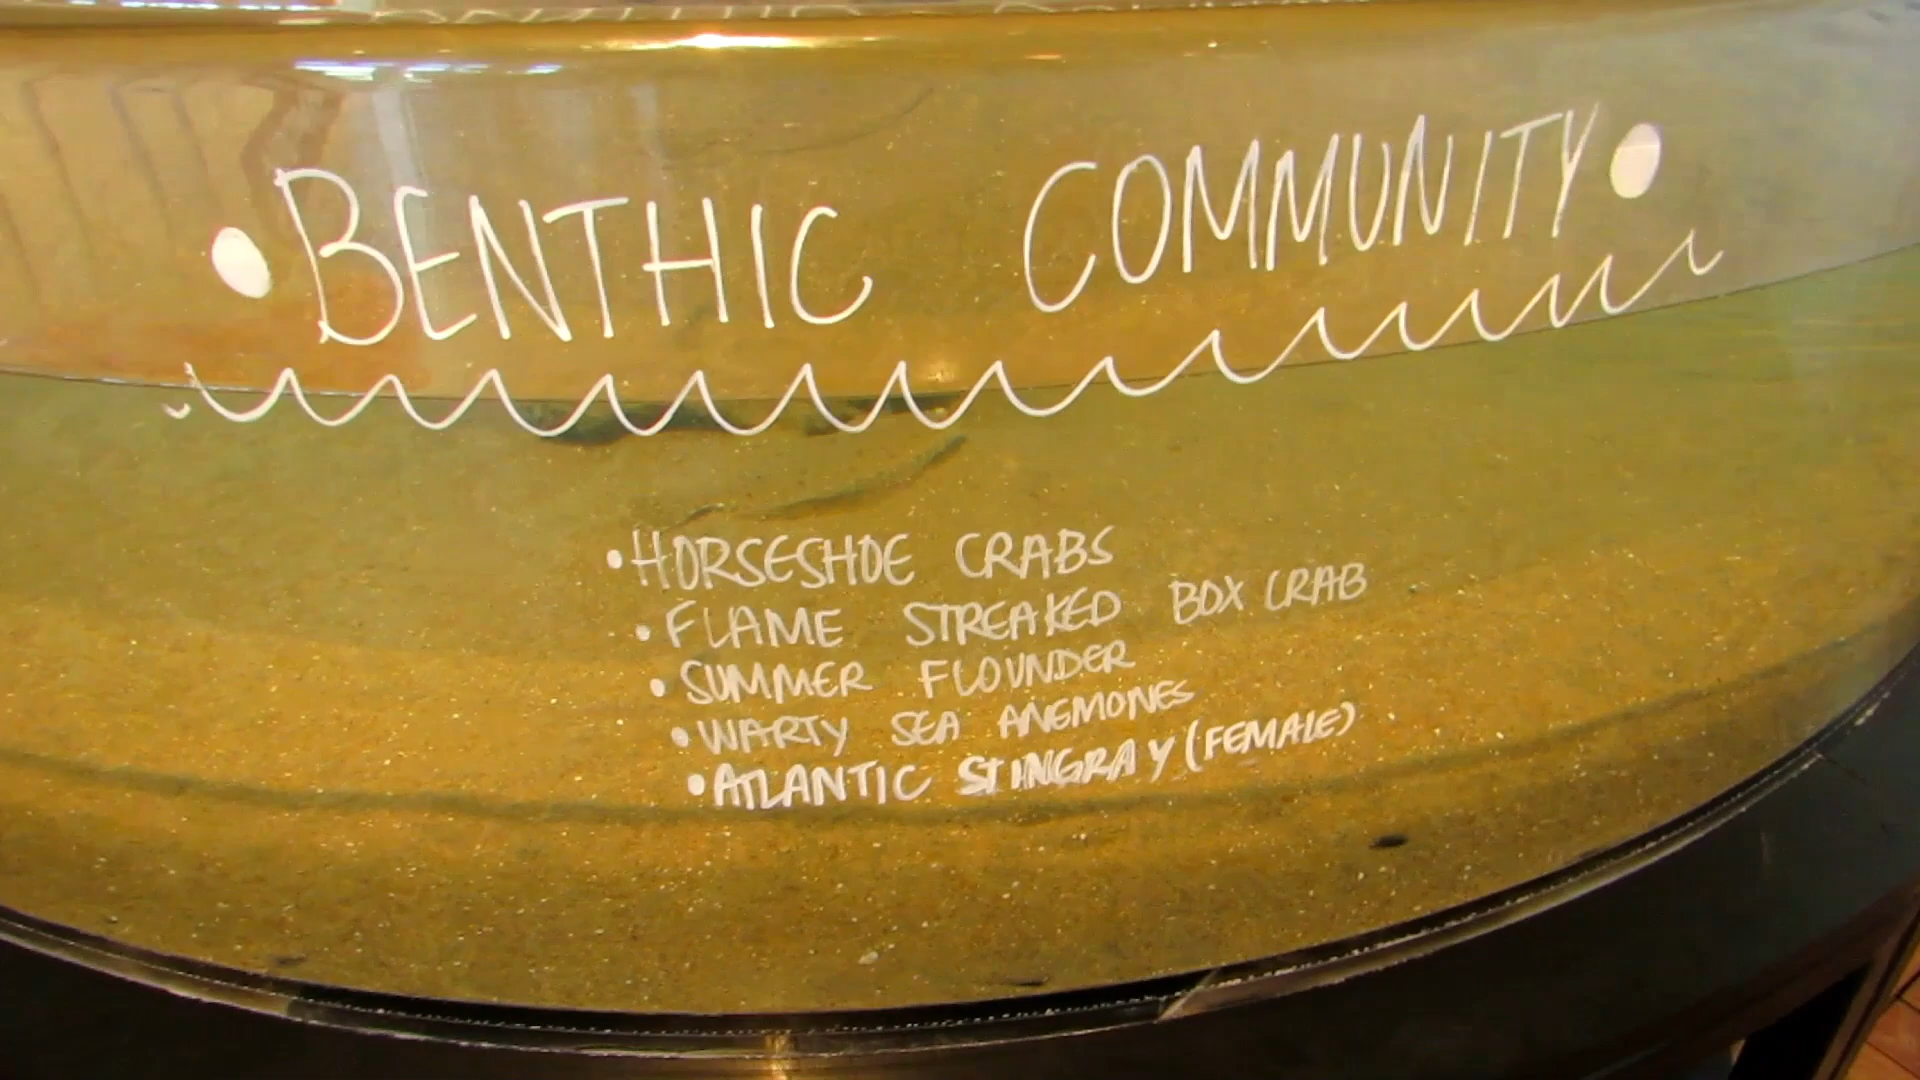 BENTHIC COMMUNITY
• HORSESHOE CRABS
• FLAME STREAKED BOX CRAB
• SUMMER FLOUNDER
• WARTY SEA ANEMONES
• ATLANTIC STINGRAY (FEMALE)